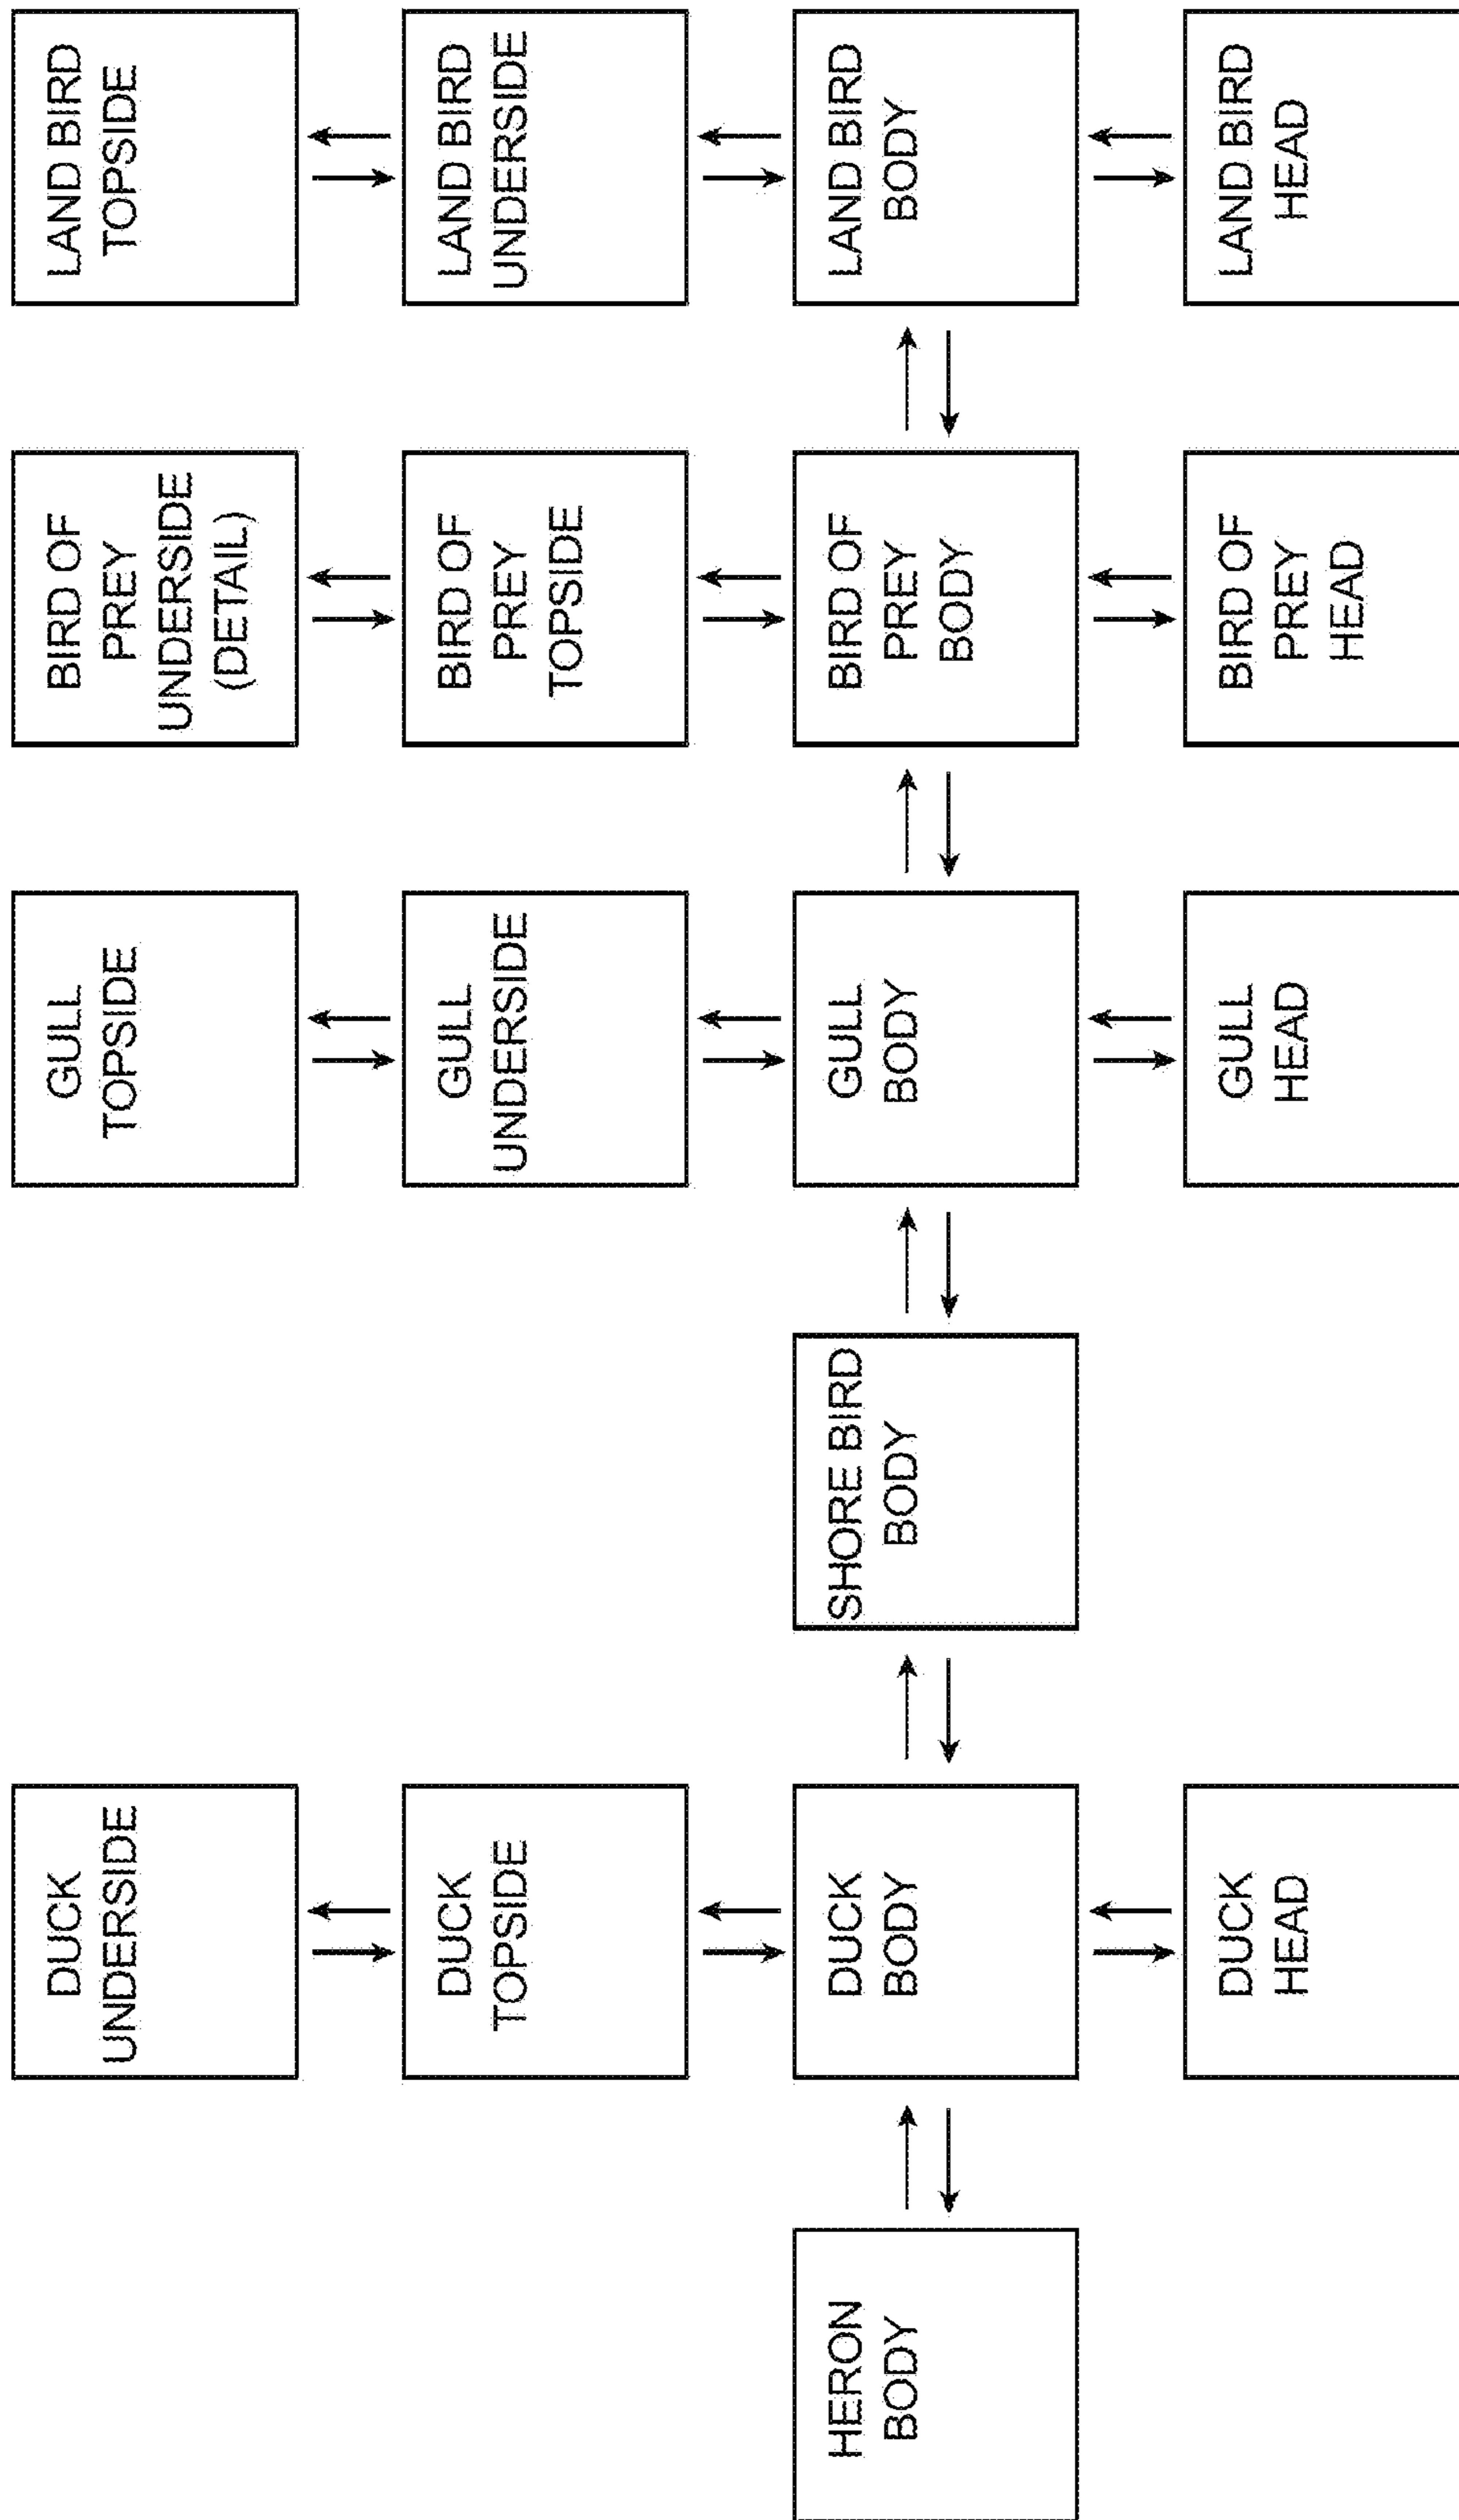 DUCK
UNDERSIDE
GULL
TOPSIDE
BIRD OF
PREY
UNDERSIDE
(DETAIL)
LAND BIRD
TOPSIDE
DUCK
TOPSIDE
GULL
UNDERSIDE
BIRD OF
PREY
TOPSIDE
LAND BIRD
UNDERSIDE
HERON
BODY
DUCK
BODY
SHORE BIRD
BODY
GULL
BODY
BIRD OF
PREY
BODY
LAND BIRD
BODY
DUCK
HEAD
GULL
HEAD
BIRD OF
PREY
HEAD
LAND BIRD
HEAD